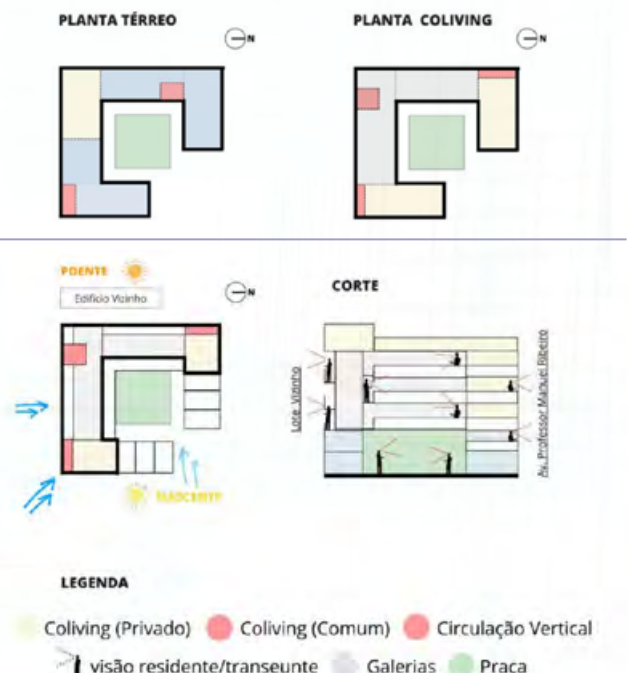 PLANTA TÉRREO
N
PLANTA COLIVING
N
POENTE
Edifício Vizinho
N
NASCENTE
CORTE
Lote Vizinho
Av. Professor Manuel Ribeiro
LEGENDA
Coliving (Privado) Coliving (Comum) Circulação Vertical
visão residente/transeunte Galerias Praça